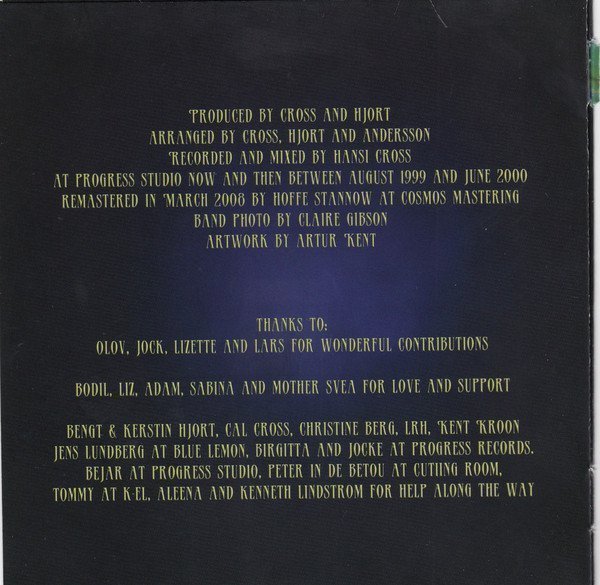 PRODUCED BY CROSS AND HJORT
ARRANGED BY CROSS, HJORT AND ANDERSSON
RECORDED AND MIXED BY HANSI CROSS
AT PROGRESS STUDIO NOW AND THEN BETWEEN AUGUST 1999 AND JUNE 2000
REMASTERED IN MARCH 2008 BY HOFFE STANNOW AT COSMOS MASTERING
BAND PHOTO BY CLAIRE GIBSON
ARTWORK BY ARTUR KENT
THANKS TO:
OLOV, JOCK, LIZETTE AND LARS FOR WONDERFUL CONTRIBUTIONS
BODIL, LIZ, ADAM, SABINA AND MOTHER SVEA FOR LOVE AND SUPPORT
BENGT & KERSTIN HJORT, CAL CROSS, CHRISTINE BERG, LRH, KENT KROON
JENS LUNDBERG AT BLUE LEMON, BIRGITTA AND JOCKE AT PROGRESS RECORDS,
BEJAR AT PROGRESS STUDIO, PETER IN DE BETOU AT CUTIING ROOM,
TOMMY AT K-EL, ALEENA AND KENNETH LINDSTROM FOR HELP ALONG THE WAY